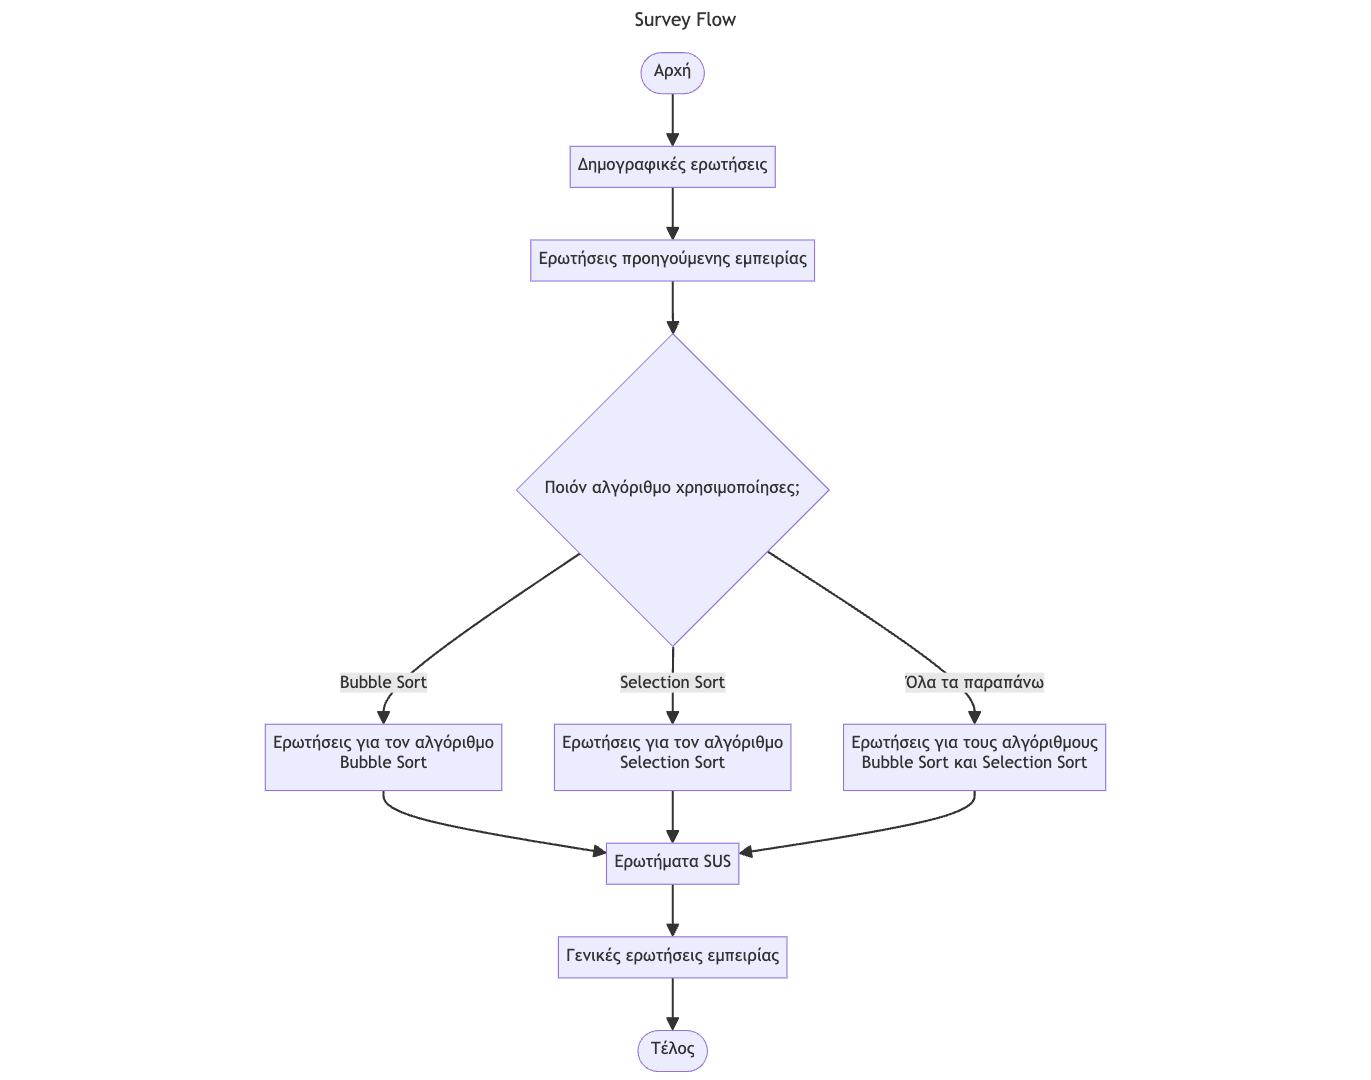 Survey Flow
Αρχή
Δημογραφικές ερωτήσεις
Ερωτήσεις προηγούμενης εμπειρίας
Ποιόν αλγόριθμο χρησιμοποίησες;
Bubble Sort
Selection Sort
Όλα τα παραπάνω
Ερωτήσεις για τον αλγόριθμο
Bubble Sort
Ερωτήσεις για τον αλγόριθμο
Selection Sort
Ερωτήσεις για τους αλγόριθμους
Bubble Sort και Selection Sort
Ερωτήματα SUS
Γενικές ερωτήσεις εμπειρίας
Τέλος